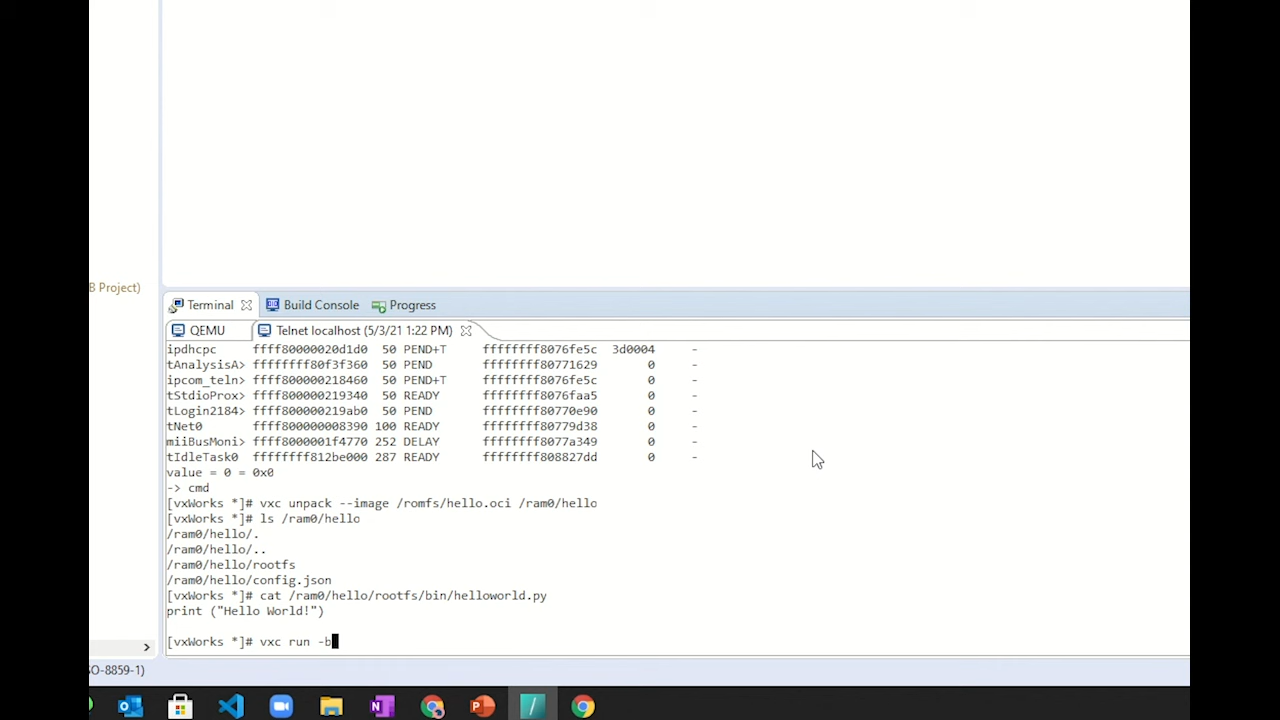 B Project)
Terminal Build Console Progress
QEMU Telnet localhost (5/3/21 1:22 PM)
ipdhcpc ffff80000020d1d0 50 PEND+T ffffffff8076fe5c 3d0004 -
tAnalysisA> ffffffff80f3f360 50 PEND ffffffff80771629 0 -
ipcom_teln> ffff800000218460 50 PEND+T ffffffff8076fe5c 0 -
tStdioProx> ffff800000219340 50 READY ffffffff8076faa5 0 -
tLogin2184> ffff800000219ab0 50 PEND ffffffff80770e90 0 -
tNet0 ffff800000008390 100 READY ffffffff80779d38 0 -
miiBusMoni> ffff8000001f4770 252 DELAY ffffffff8077a349 0 -
tIdleTask0 ffffffff812be000 287 READY ffffffff808827dd 0 -
value = 0 = 0x0
-> cmd
[vxWorks *]# vxc unpack --image /romfs/hello.oci /ram0/hello
[vxWorks *]# ls /ram0/hello
/ram0/hello/.
/ram0/hello/..
/ram0/hello/rootfs
/ram0/hello/config.json
[vxWorks *]# cat /ram0/hello/rootfs/bin/helloworld.py
print ("Hello World!")
[vxWorks *]# vxc run -b
SO-8859-1)